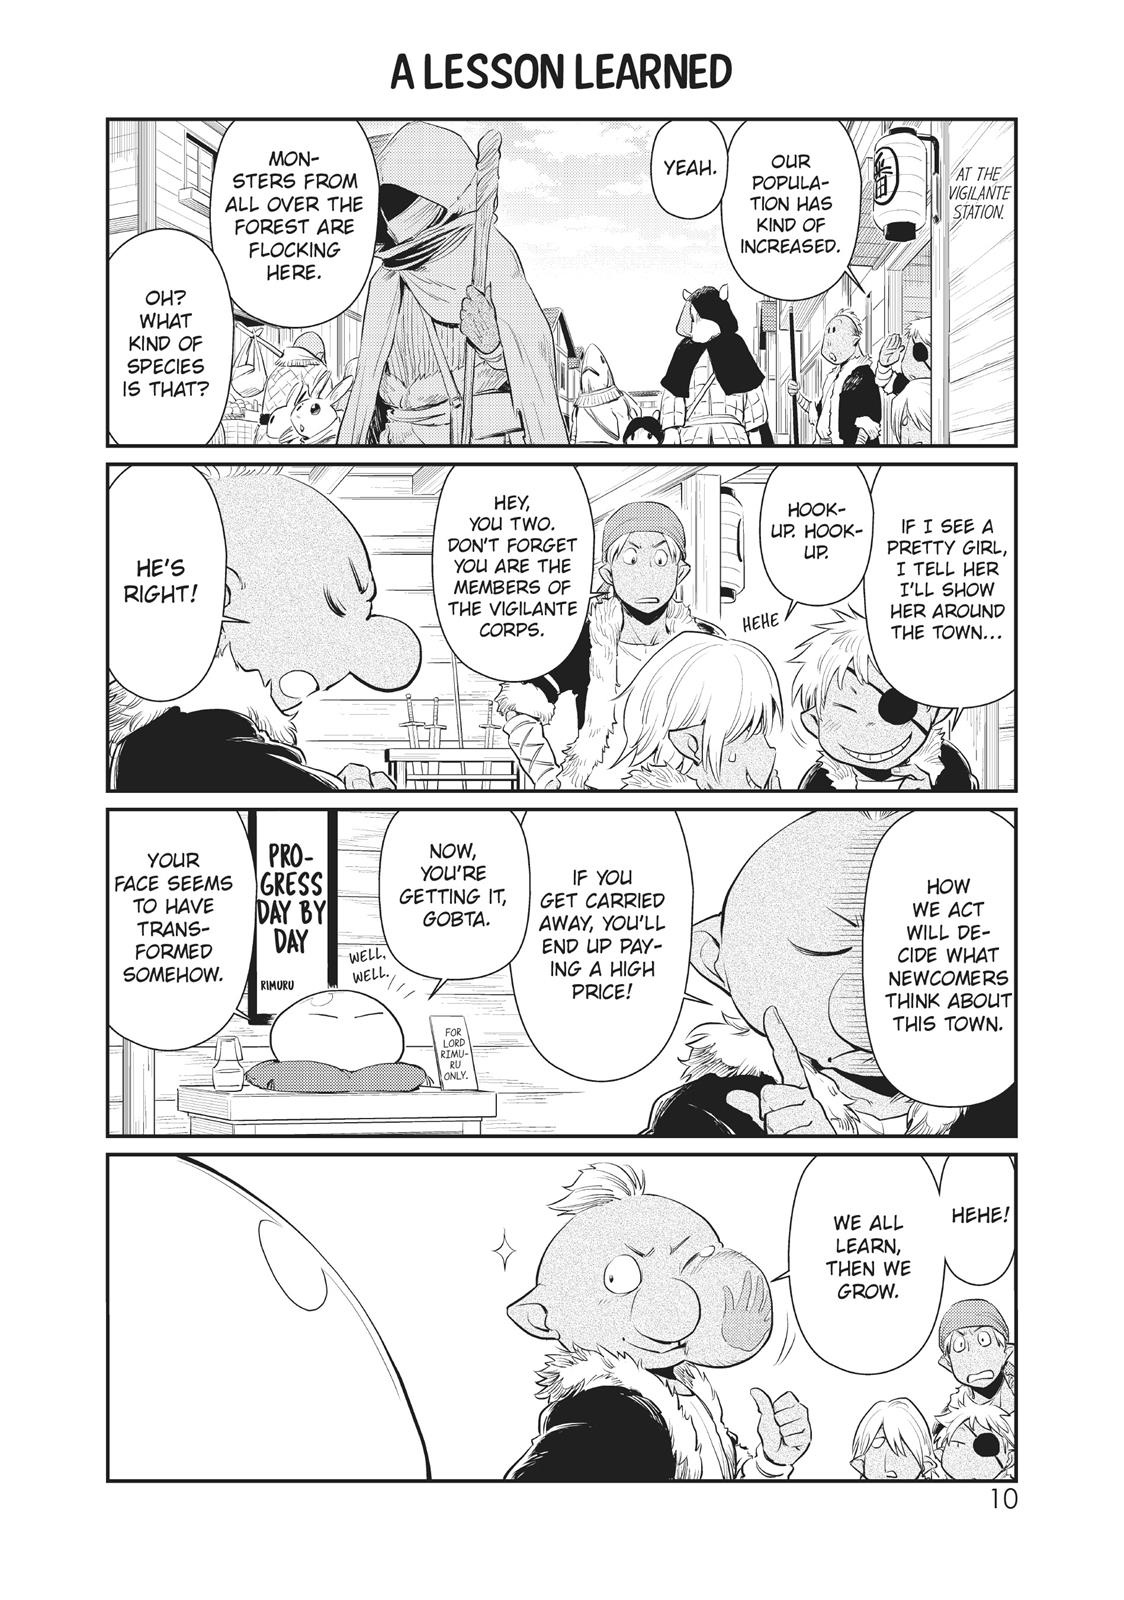 A LESSON LEARNED
AT THE
VIGILANTE
STATION.
OUR
POPULA-
TION HAS
KIND OF
INCREASED.
YEAH.
MON-
STERS FROM
ALL OVER THE
FOREST ARE
FLOCKING
HERE.
OH?
WHAT
KIND OF
SPECIES
IS THAT?
IF I SEE A
PRETTY GIRL,
I TELL HER
I'LL SHOW
HER AROUND
THE TOWN...
HOOK-
UP. HOOK-
UP.
HEHE
HEY,
YOU TWO.
DON'T FORGET
YOU ARE THE
MEMBERS OF
THE VIGILANTE
CORPS.
HE'S
RIGHT!
HOW
WE ACT
WILL DE-
CIDE WHAT
NEWCOMERS
THINK ABOUT
THIS TOWN.
IF YOU
GET CARRIED
AWAY, YOU'LL
END UP PAY-
ING A HIGH
PRICE!
NOW,
YOU'RE
GETTING IT,
GOBTA.
WELL,
WELL.
FOR
LORD
RIMU-
RU
ONLY.
PRO-
GRESS
DAY BY
DAY
RIMURU
YOUR
FACE SEEMS
TO HAVE
TRANS-
FORMED
SOMEHOW.
HEHE!
WE ALL
LEARN,
THEN WE
GROW.
10